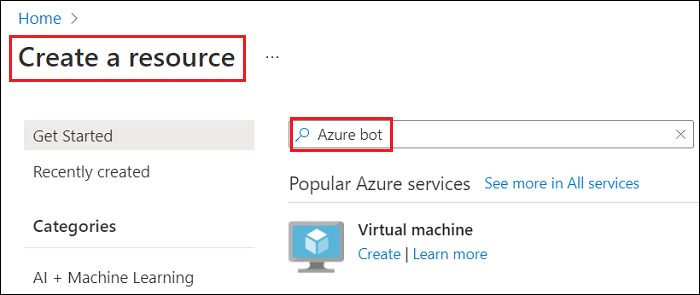 Home >
Create a resource ...
Get Started
Recently created
Categories
AI + Machine Learning
Azure bot
Popular Azure services See more in All services
Virtual machine
Create | Learn more